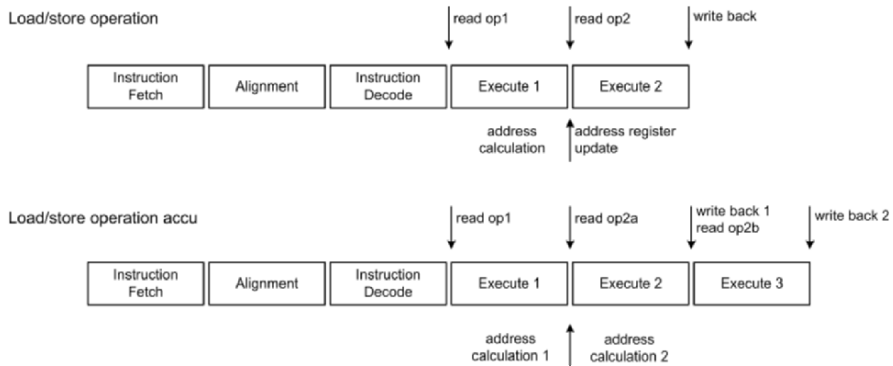 Load/store operation
read op1
read op2
write back
Instruction
Fetch
Alignment
Instruction
Decode
Execute 1
Execute 2
address
calculation
address register
update
Load/store operation accu
read op1
read op2a
write back 1
read op2b
write back 2
Instruction
Fetch
Alignment
Instruction
Decode
Execute 1
Execute 2
Execute 3
address
calculation 1
address
calculation 2